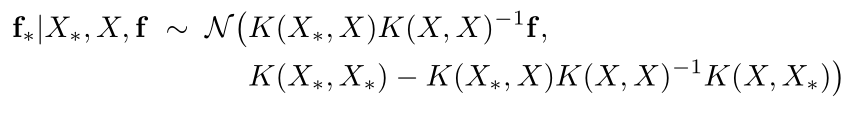 f∗|X∗, X, f ∼ 𝒩(K(X∗, X)K(X, X)⁻¹f,
K(X∗, X∗) − K(X∗, X)K(X, X)⁻¹K(X, X∗))